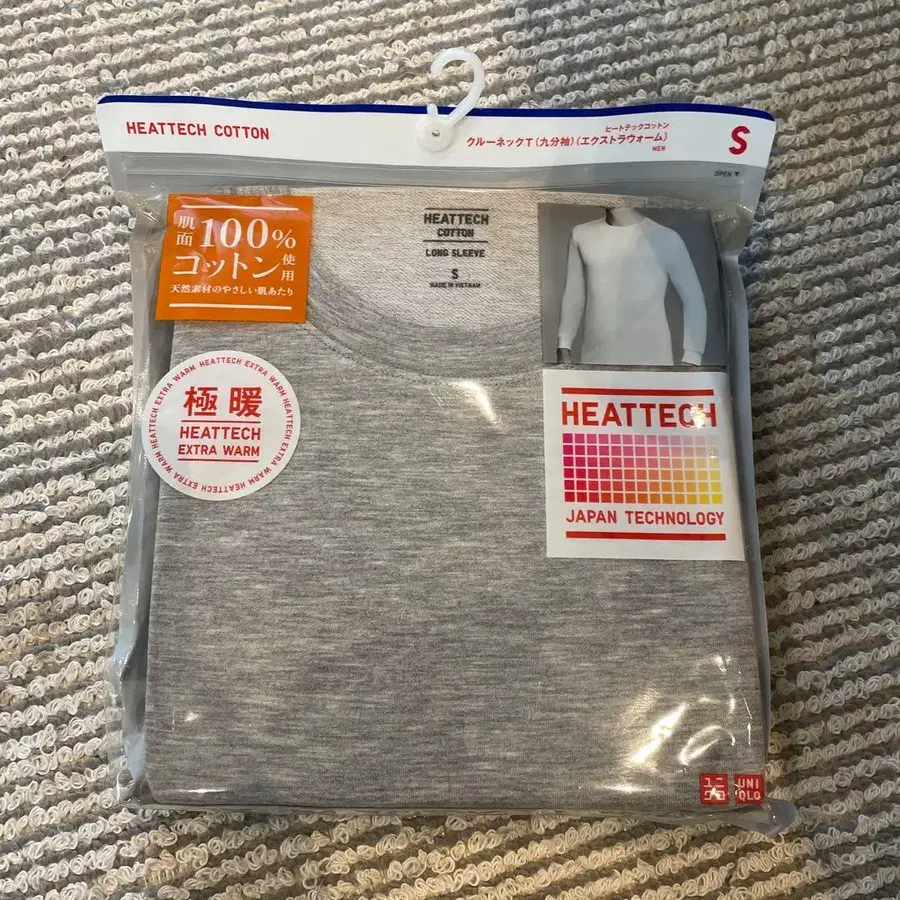 HEATTECH COTTON
ヒートテックコットン
クルーネックT（九分袖）（エクストラウォーム）
MEN
S
OPEN ▼
肌面100%
コットン使用
天然素材のやさしい肌あたり
HEATTECH
COTTON
LONG SLEEVE
S
MADE IN VIETNAM
HEATTECH EXTRA WARM HEATTECH EXTRA WARM HEATTECH EXTRA WARM HEATTECH EXTRA WARM
極暖
HEATTECH
EXTRA WARM
HEATTECH
JAPAN TECHNOLOGY
ユニ
クロ
UNI
QLO